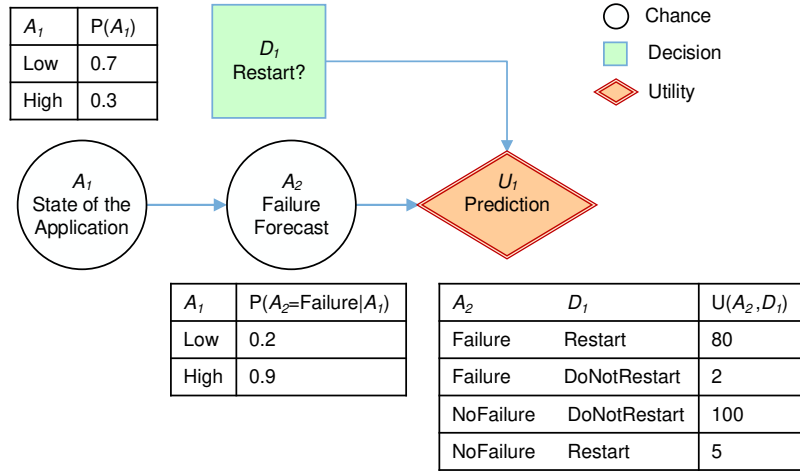 A1 P(A1)
Low 0.7
High 0.3
D1
Restart?
Chance
Decision
Utility
A1
State of the
Application
A2
Failure
Forecast
U1
Prediction
A1 P(A2=Failure|A1)
Low 0.2
High 0.9
A2 D1 U(A2,D1)
Failure Restart 80
Failure DoNotRestart 2
NoFailure DoNotRestart 100
NoFailure Restart 5